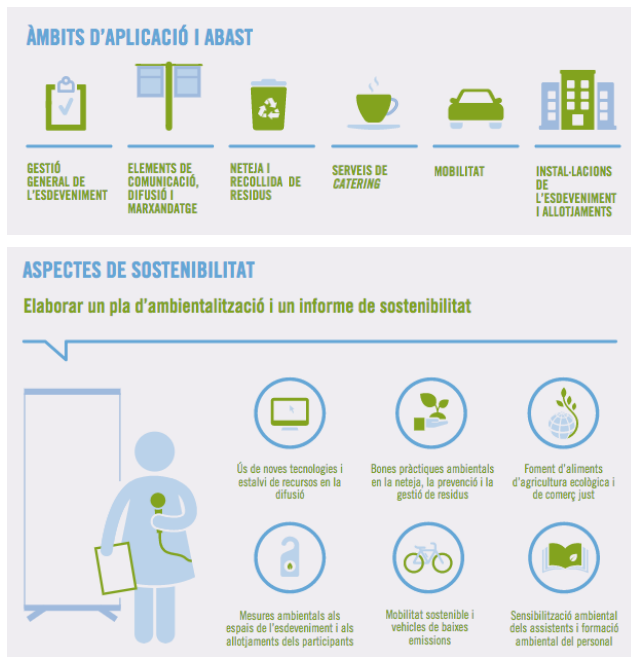 ÀMBITS D'APLICACIÓ I ABAST
GESTIÓ
GENERAL DE
L'ESDEVENIMENT
ELEMENTS DE
COMUNICACIÓ,
DIFUSIÓ I
MARXANDATGE
NETEJA I
RECOLLIDA DE
RESIDUS
SERVEIS DE
CATERING
MOBILITAT
INSTAL·LACIONS
DE
L'ESDEVENIMENT
I ALLOTJAMENTS
ASPECTES DE SOSTENIBILITAT
Elaborar un pla d'ambientalització i un informe de sostenibilitat
Ús de noves tecnologies i
estalvi de recursos en la
difusió
Bones pràctiques ambientals
en la neteja, la prevenció i la
gestió de residus
Foment d'aliments
d'agricultura ecològica i
de comerç just
Mesures ambientals als
espais de l'esdeveniment i als
allotjaments dels participants
Mobilitat sostenible i
vehicles de baixes
emissions
Sensibilització ambiental
dels assistents i formació
ambiental del personal